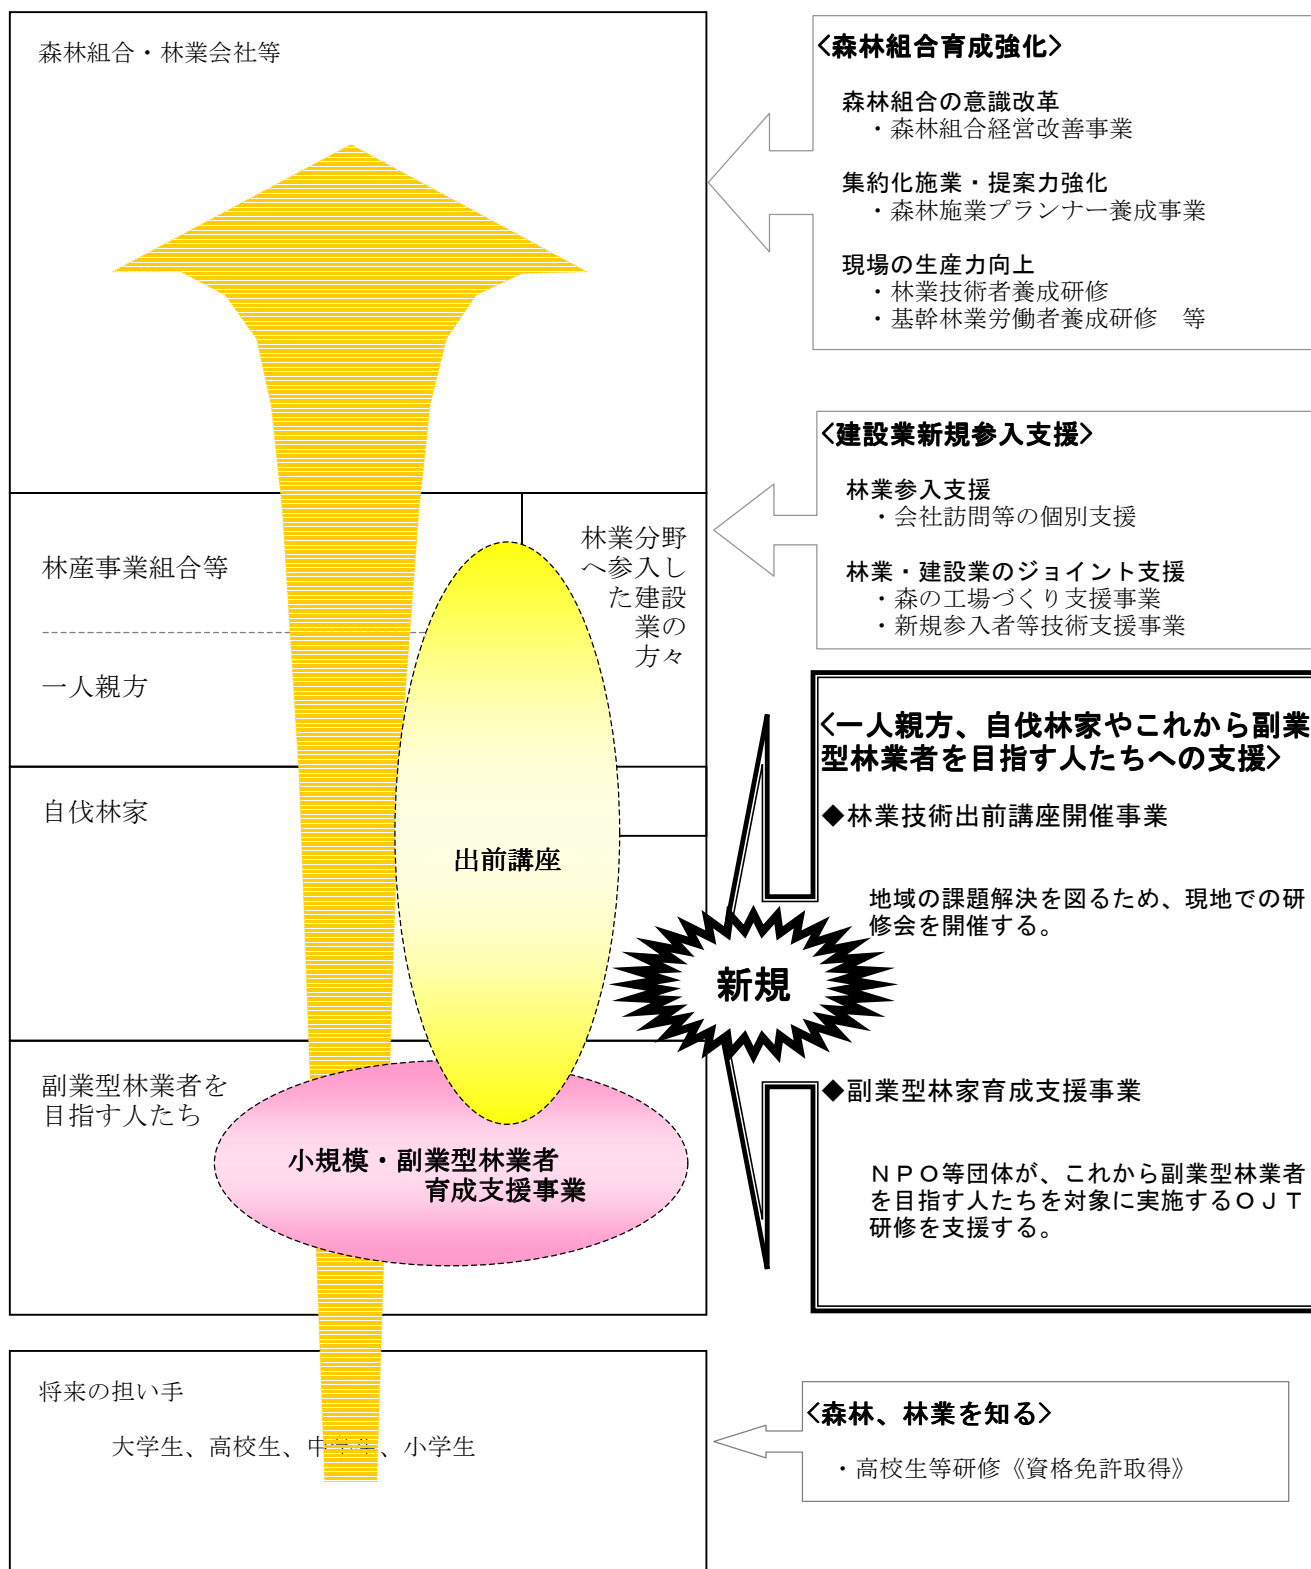 森林組合・林業会社等
林産事業組合等
一人親方
林業分野
へ参入し
た建設
業の
方々
自伐林家
出前講座
副業型林業者を
目指す人たち
小規模・副業型林業者
育成支援事業
将来の担い手
大学生、高校生、中学生、小学生
<森林組合育成強化>
森林組合の意識改革
・森林組合経営改善事業
集約化施業・提案力強化
・森林施業プランナー養成事業
現場の生産力向上
・林業技術者養成研修
・基幹林業労働者養成研修　等
<建設業新規参入支援>
林業参入支援
・会社訪問等の個別支援
林業・建設業のジョイント支援
・森の工場づくり支援事業
・新規参入者等技術支援事業
<一人親方、自伐林家やこれから副業
型林業者を目指す人たちへの支援>
◆林業技術出前講座開催事業
地域の課題解決を図るため、現地での研
修会を開催する。
新規
◆副業型林家育成支援事業
ＮＰＯ等団体が、これから副業型林業者
を目指す人たちを対象に実施するＯＪＴ
研修を支援する。
<森林、林業を知る>
・高校生等研修《資格免許取得》